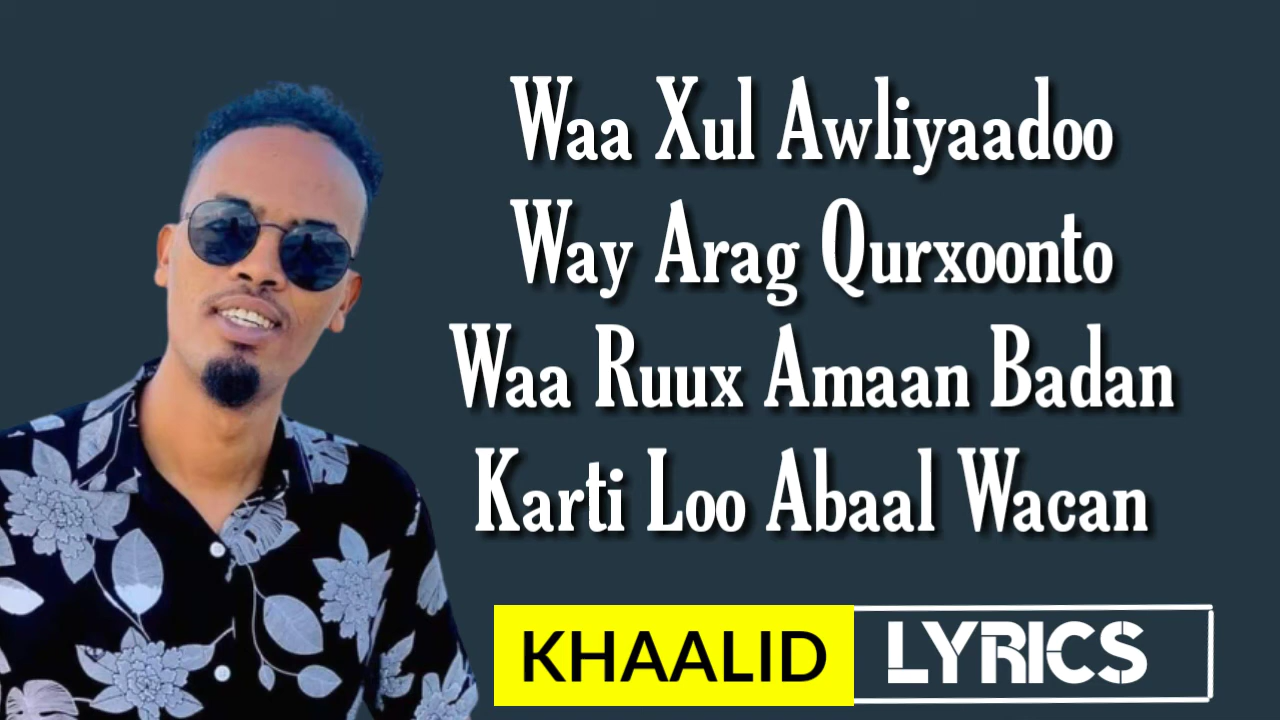 Waa Xul Awliyaadoo
Way Arag Qurxoonto
Waa Ruux Amaan Badan
Karti Loo Abaal Wacan
KHAALID LYRICS